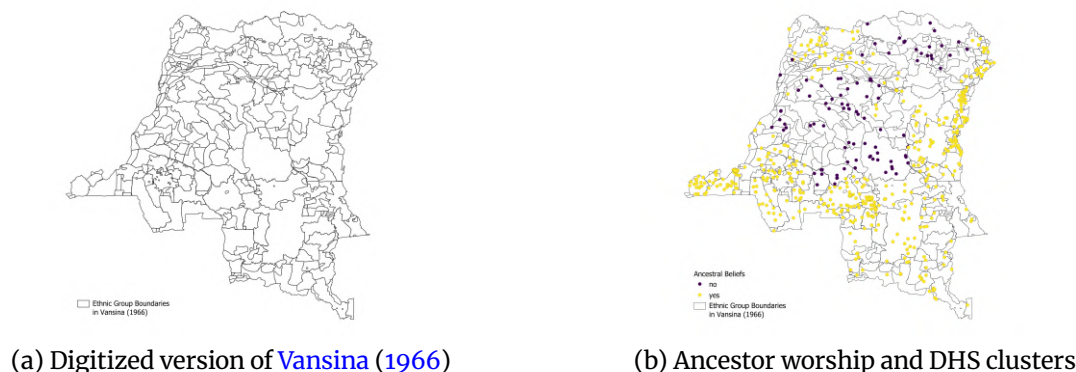 Ethnic Group Boundaries
in Vansina (1966)
(a) Digitized version of Vansina (1966)
Ancestral Beliefs
no
yes
Ethnic Group Boundaries
in Vansina (1966)
(b) Ancestor worship and DHS clusters